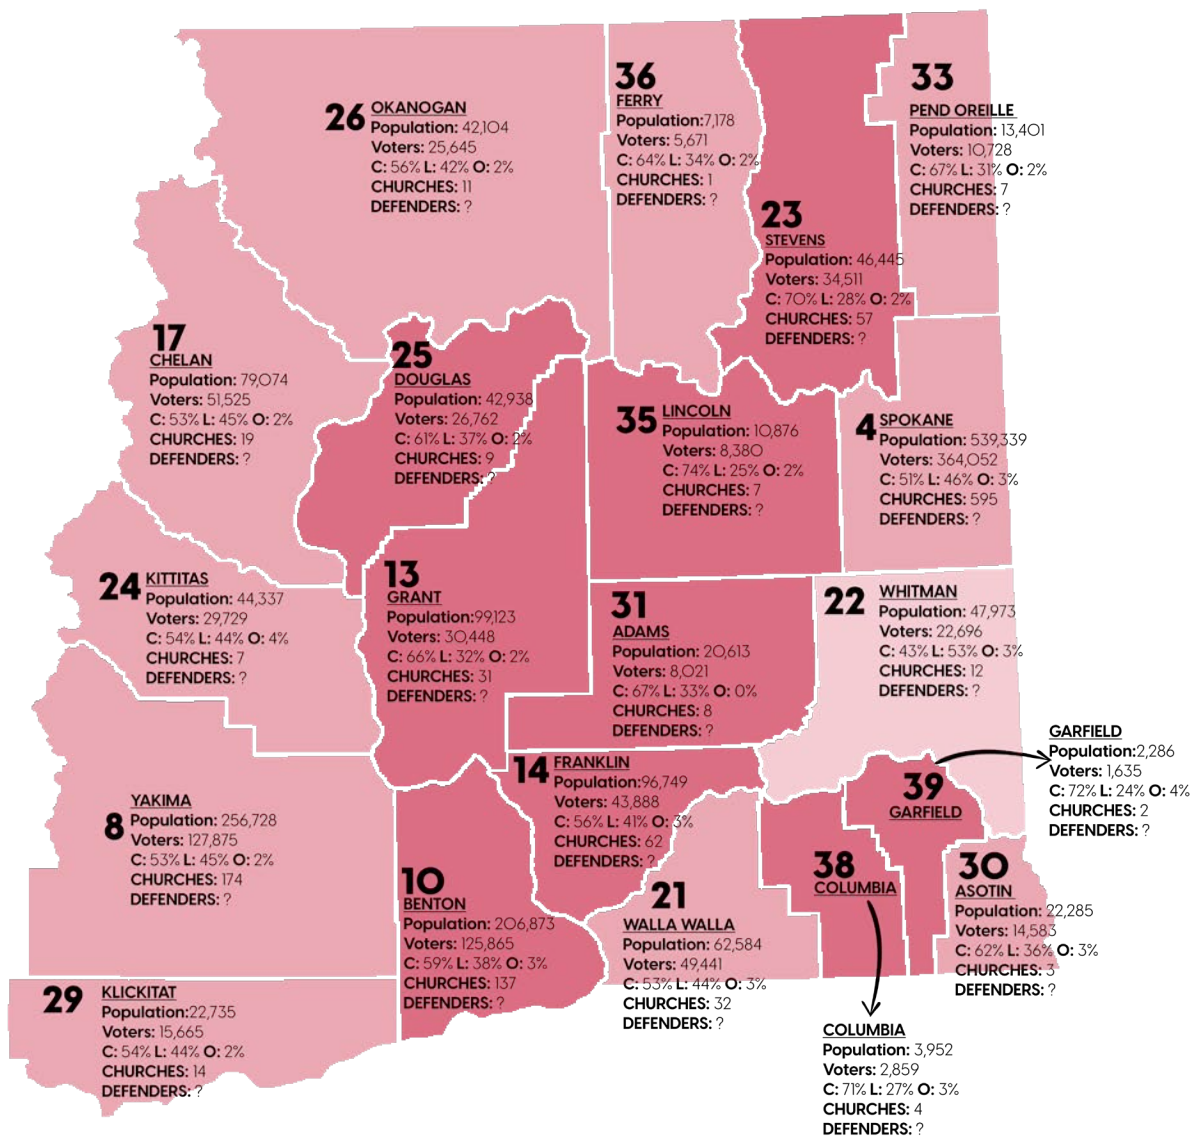 26
OKANOGAN
Population: 42,104
Voters: 25,645
C: 56% L: 42% O: 2%
CHURCHES: 11
DEFENDERS: ?
36
FERRY
Population:7,178
Voters: 5,671
C: 64% L: 34% O: 2%
CHURCHES: 1
DEFENDERS: ?
33
PEND OREILLE
Population: 13,401
Voters: 10,728
C: 67% L: 31% O: 2%
CHURCHES: 7
DEFENDERS: ?
23
STEVENS
Population: 46,445
Voters: 34,511
C: 70% L: 28% O: 2%
CHURCHES: 57
DEFENDERS: ?
17
CHELAN
Population: 79,074
Voters: 51,525
C: 53% L: 45% O: 2%
CHURCHES: 19
DEFENDERS: ?
25
DOUGLAS
Population: 42,938
Voters: 26,762
C: 61% L: 37% O: 2%
CHURCHES: 9
DEFENDERS: ?
35
LINCOLN
Population: 10,876
Voters: 8,380
C: 74% L: 25% O: 2%
CHURCHES: 7
DEFENDERS: ?
4
SPOKANE
Population: 539,339
Voters: 364,052
C: 51% L: 46% O: 3%
CHURCHES: 595
DEFENDERS: ?
24
KITTITAS
Population: 44,337
Voters: 29,729
C: 54% L: 44% O: 4%
CHURCHES: 7
DEFENDERS: ?
13
GRANT
Population:99,123
Voters: 30,448
C: 66% L: 32% O: 2%
CHURCHES: 31
DEFENDERS: ?
31
ADAMS
Population: 20,613
Voters: 8,021
C: 67% L: 33% O: 0%
CHURCHES: 8
DEFENDERS: ?
22
WHITMAN
Population: 47,973
Voters: 22,696
C: 43% L: 53% O: 3%
CHURCHES: 12
DEFENDERS: ?
GARFIELD
Population:2,286
Voters: 1,635
C: 72% L: 24% O: 4%
CHURCHES: 2
DEFENDERS: ?
8
YAKIMA
Population: 256,728
Voters: 127,875
C: 53% L: 45% O: 2%
CHURCHES: 174
DEFENDERS: ?
14
FRANKLIN
Population:96,749
Voters: 43,888
C: 56% L: 41% O: 3%
CHURCHES: 62
DEFENDERS: ?
39
GARFIELD
10
BENTON
Population: 206,873
Voters: 125,865
C: 59% L: 38% O: 3%
CHURCHES: 137
DEFENDERS: ?
21
WALLA WALLA
Population: 62,584
Voters: 49,441
C: 53% L: 44% O: 3%
CHURCHES: 32
DEFENDERS: ?
38
COLUMBIA
30
ASOTIN
Population: 22,285
Voters: 14,583
C: 62% L: 36% O: 3%
CHURCHES: 3
DEFENDERS: ?
29
KLICKITAT
Population:22,735
Voters: 15,665
C: 54% L: 44% O: 2%
CHURCHES: 14
DEFENDERS: ?
COLUMBIA
Population: 3,952
Voters: 2,859
C: 71% L: 27% O: 3%
CHURCHES: 4
DEFENDERS: ?